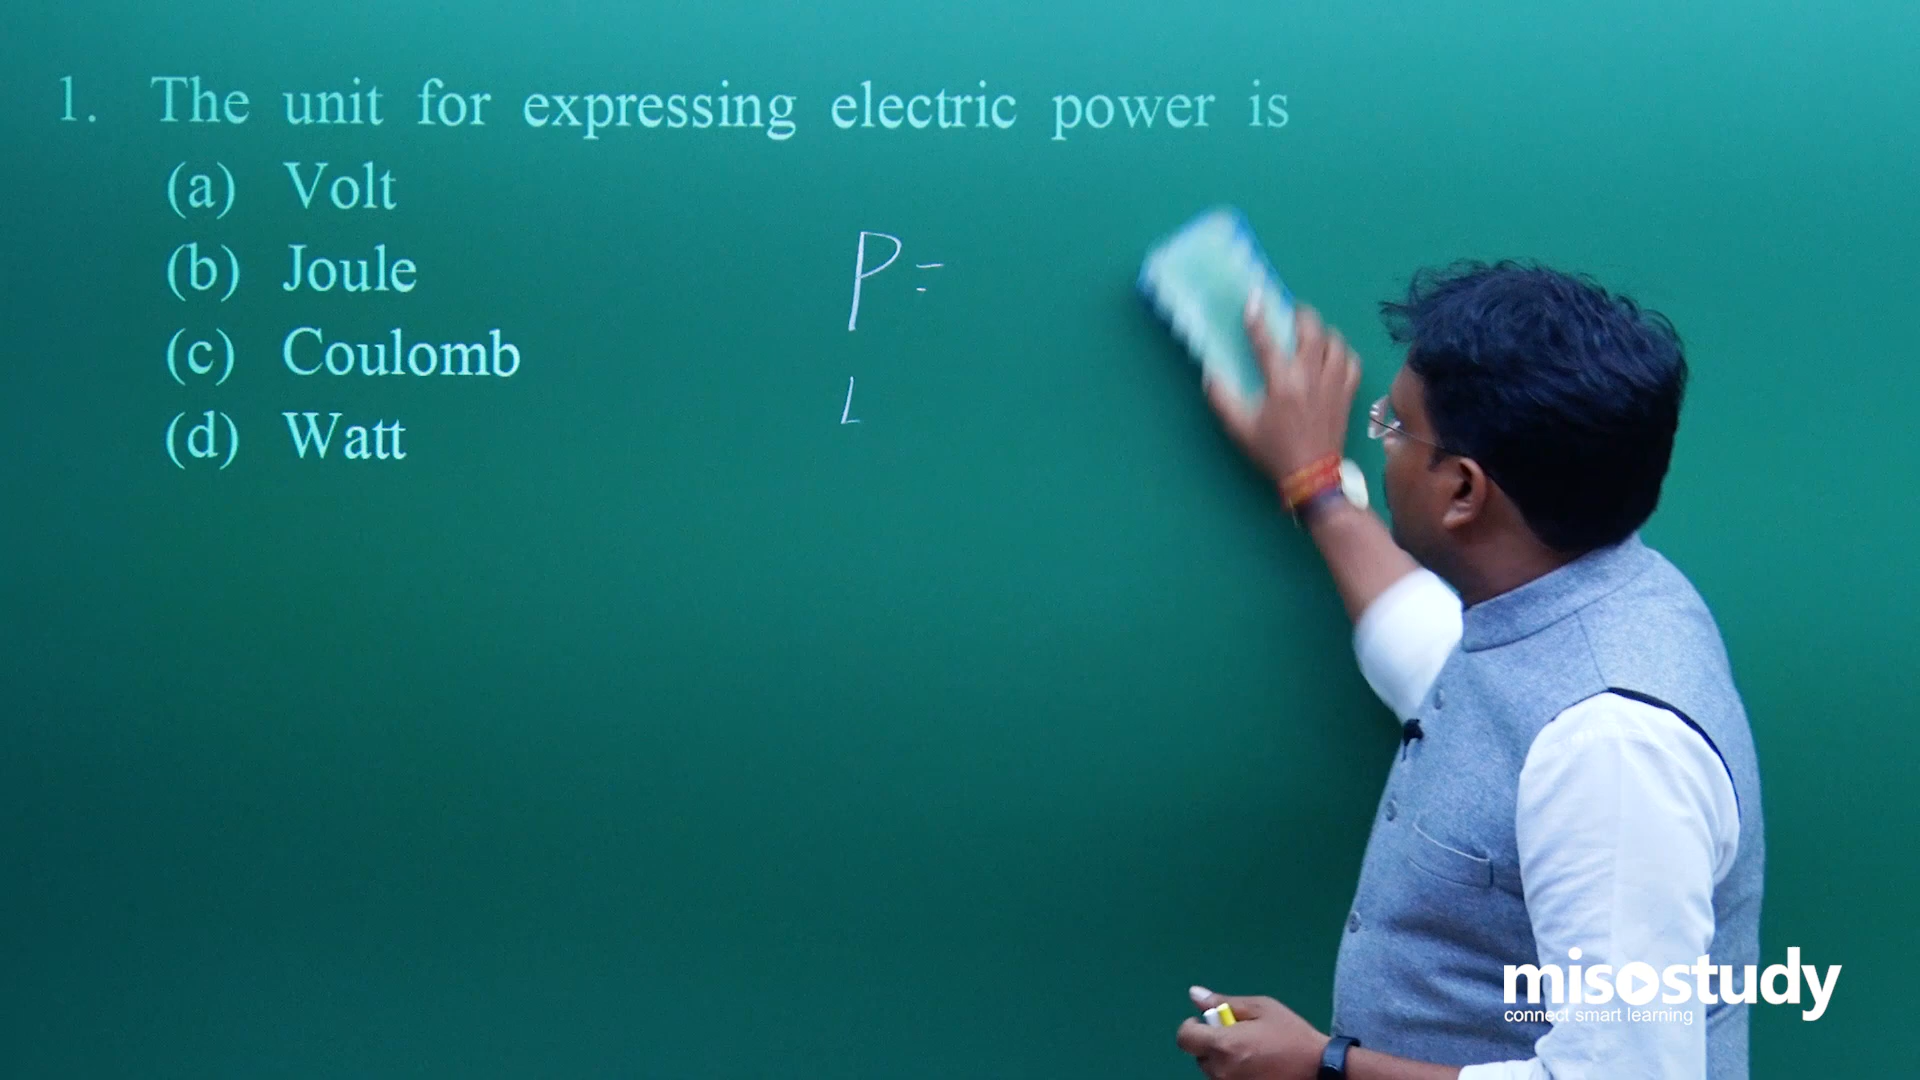 1. The unit for expressing electric power is
(a) Volt
(b) Joule
(c) Coulomb
(d) Watt
P =
L
misostudy
connect smart learning